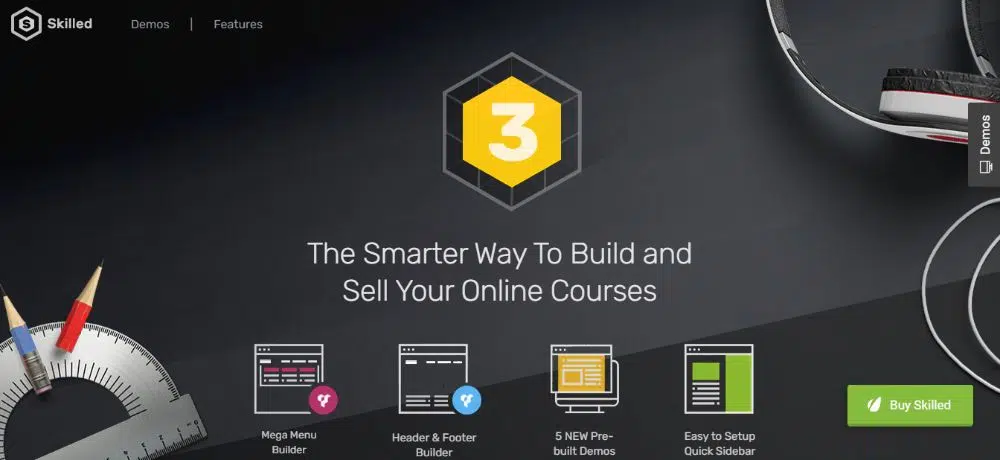 Skilled
Demos | Features
3
Demos
The Smarter Way To Build and
Sell Your Online Courses
Mega Menu
Builder
Header & Footer
Builder
5 NEW Pre-
built Demos
Easy to Setup
Quick Sidebar
Buy Skilled